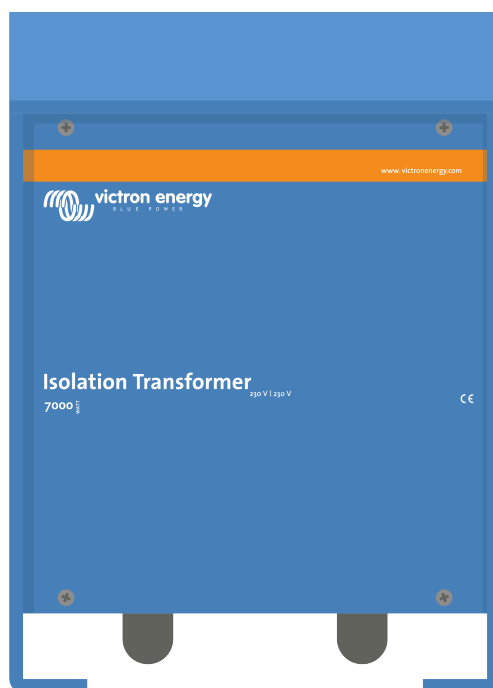 www. victronenergy.com
victron energy
BLUE POWER
Isolation Transformer
230 V | 230 V
7000 WATT
CE